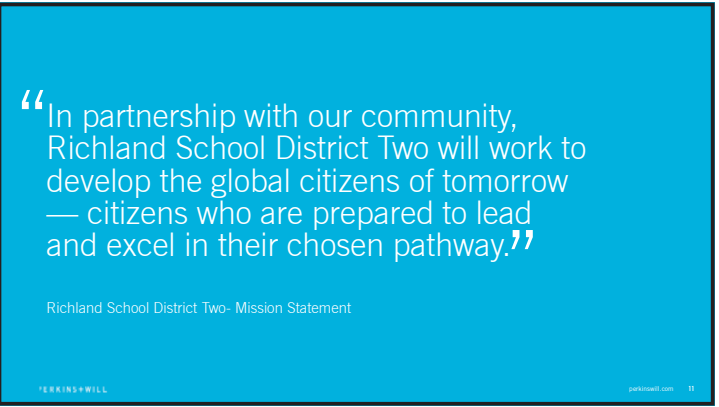 “In partnership with our community,
Richland School District Two will work to
develop the global citizens of tomorrow
— citizens who are prepared to lead
and excel in their chosen pathway.”
Richland School District Two- Mission Statement
PERKINS+WILL
parkinswill.com 11